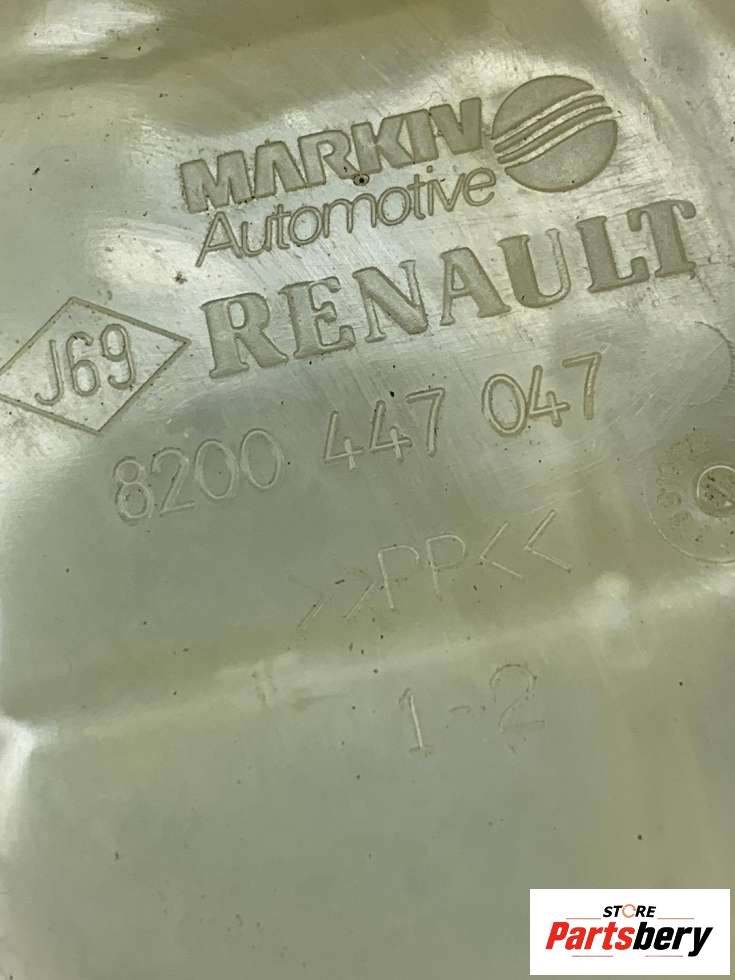 MARKIV
Automotive
RENAULT
J69
8200 447 047
>>PP<<
1-2
STORE
Partsbery